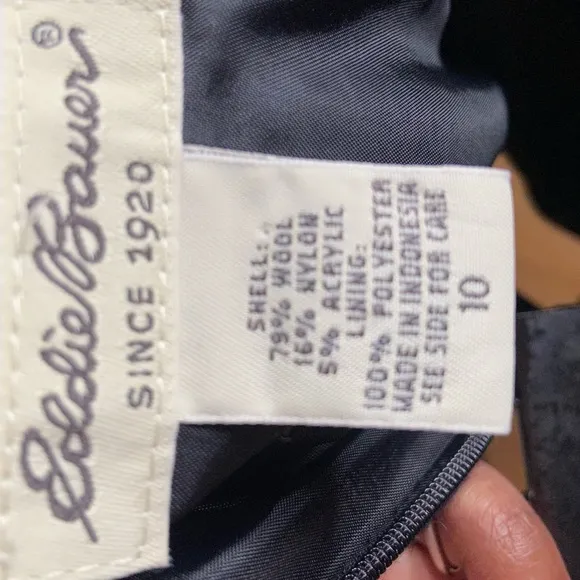 Eddie Bauer®
SINCE 1920
SHELL:
79% WOOL
16% NYLON
5% ACRYLIC
LINING:
100% POLYESTER
MADE IN INDONESIA
SEE SIDE FOR CARE
10